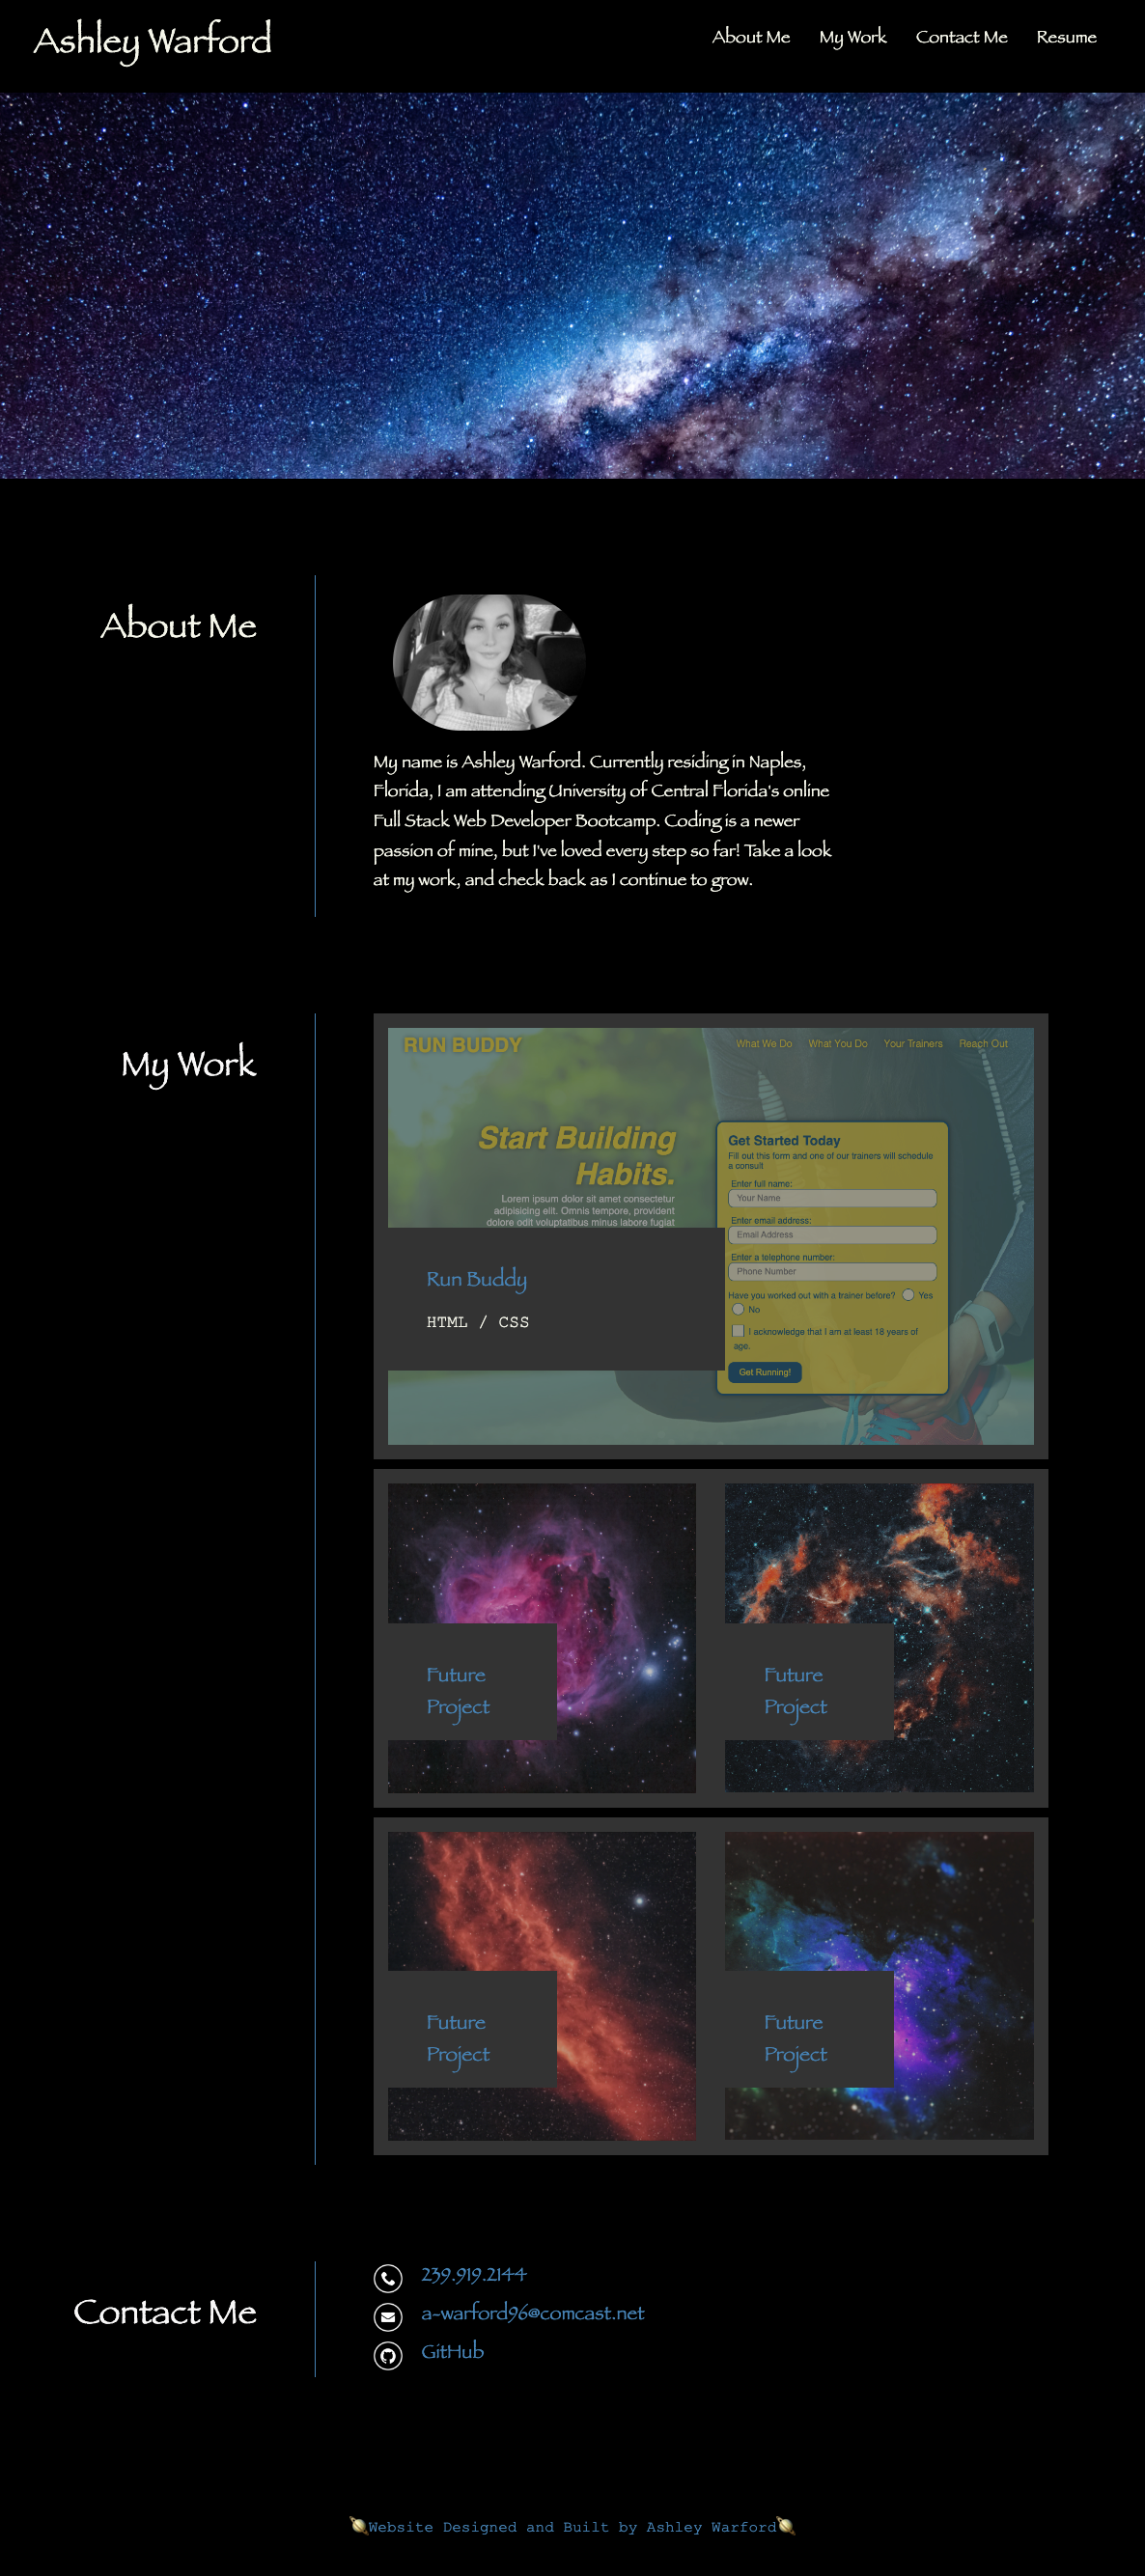 Ashley Warford
About Me My Work Contact Me Resume
About Me
My name is Ashley Warford. Currently residing in Naples,
Florida, I am attending University of Central Florida's online
Full Stack Web Developer Bootcamp. Coding is a newer
passion of mine, but I've loved every step so far! Take a look
at my work, and check back as I continue to grow.
My Work
RUN BUDDY
What We Do What You Do Your Trainers Reach Out
Start Building
Habits.
Lorem ipsum dolor sit amet consectetur
adipisicing elit. Omnis tempore, provident
dolore odit voluptatibus minus labore fugiat
Get Started Today
Fill out this form and one of our trainers will schedule
a consult
Enter full name:
Your Name
Enter email address:
Email Address
Enter a telephone number:
Phone Number
Have you worked out with a trainer before? Yes
No
I acknowledge that I am at least 18 years of
age.
Get Running!
Run Buddy
HTML / CSS
Future
Project
Future
Project
Future
Project
Future
Project
Contact Me
239.919.2144
a-warford96@comcast.net
GitHub
🪐Website Designed and Built by Ashley Warford🪐